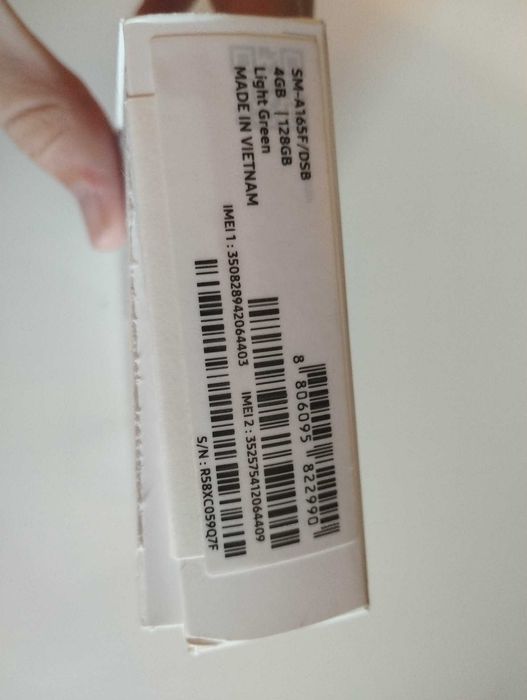 SM-A165F/DSB
4GB | 128GB
Light Green
MADE IN VIETNAM
8 806095 822990
IMEI 1 : 350828942064403
IMEI 2 : 352575412064409
S/N : R58XC059Q7F